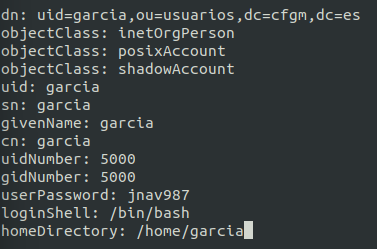 dn: uid=garcia,ou=usuarios,dc=cfgm,dc=es
objectClass: inetOrgPerson
objectClass: posixAccount
objectClass: shadowAccount
uid: garcia
sn: garcia
givenName: garcia
cn: garcia
uidNumber: 5000
gidNumber: 5000
userPassword: jnav987
loginShell: /bin/bash
homeDirectory: /home/garcia